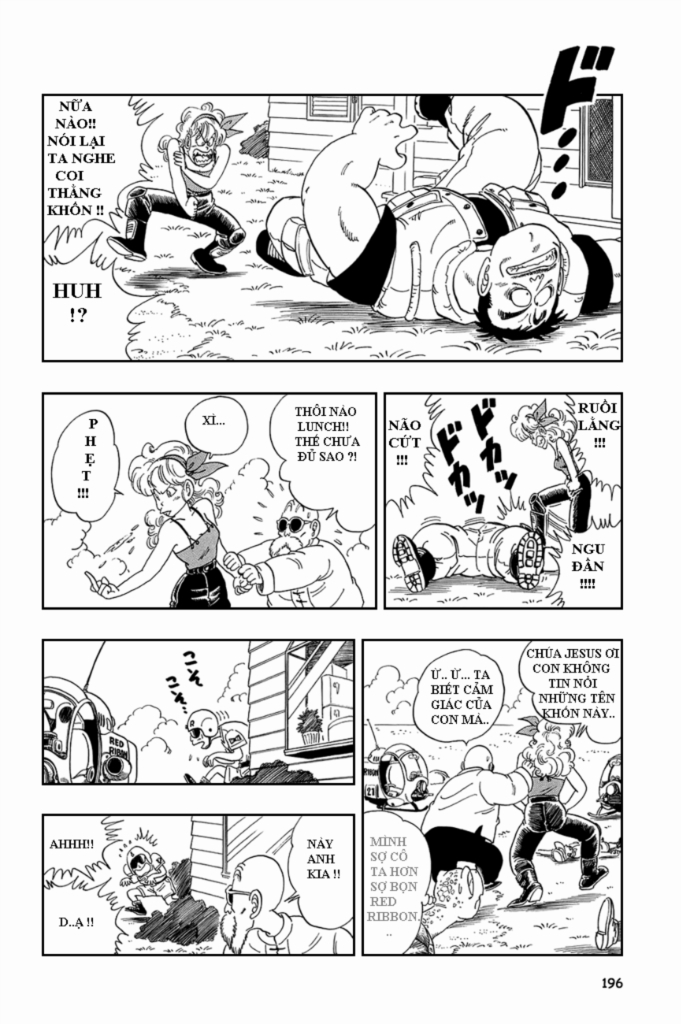 NỮA
NÀO!!
NÓI LẠI
TA NGHE
COI
THẰNG
KHỐN !!
HUH
!?
ド
THÔI NÀO
LUNCH!!
THẾ CHƯA
ĐỦ SAO ?!
XÌ...
P
H
Ẹ
T
!!!
RUỒI
LẰNG
!!!
NÃO
CỨT
!!!
ドカッ
ドカッ
NGU
ĐẦN
!!!!
こそ
こそ
RED
RIBBON
CHÚA JESUS ƠI
CON KHÔNG
TIN NỔI
NHỮNG TÊN
KHỐN NÀY..
Ừ.. Ừ... TA
BIẾT CẢM
GIÁC CỦA
CON MÀ..
RIBBON
21
MÌNH
SỢ CÔ
TA HƠN
SỢ BỌN
RED
RIBBON.
AHHH!!
NÀY
ANH
KIA !!
D..Ạ !!
196